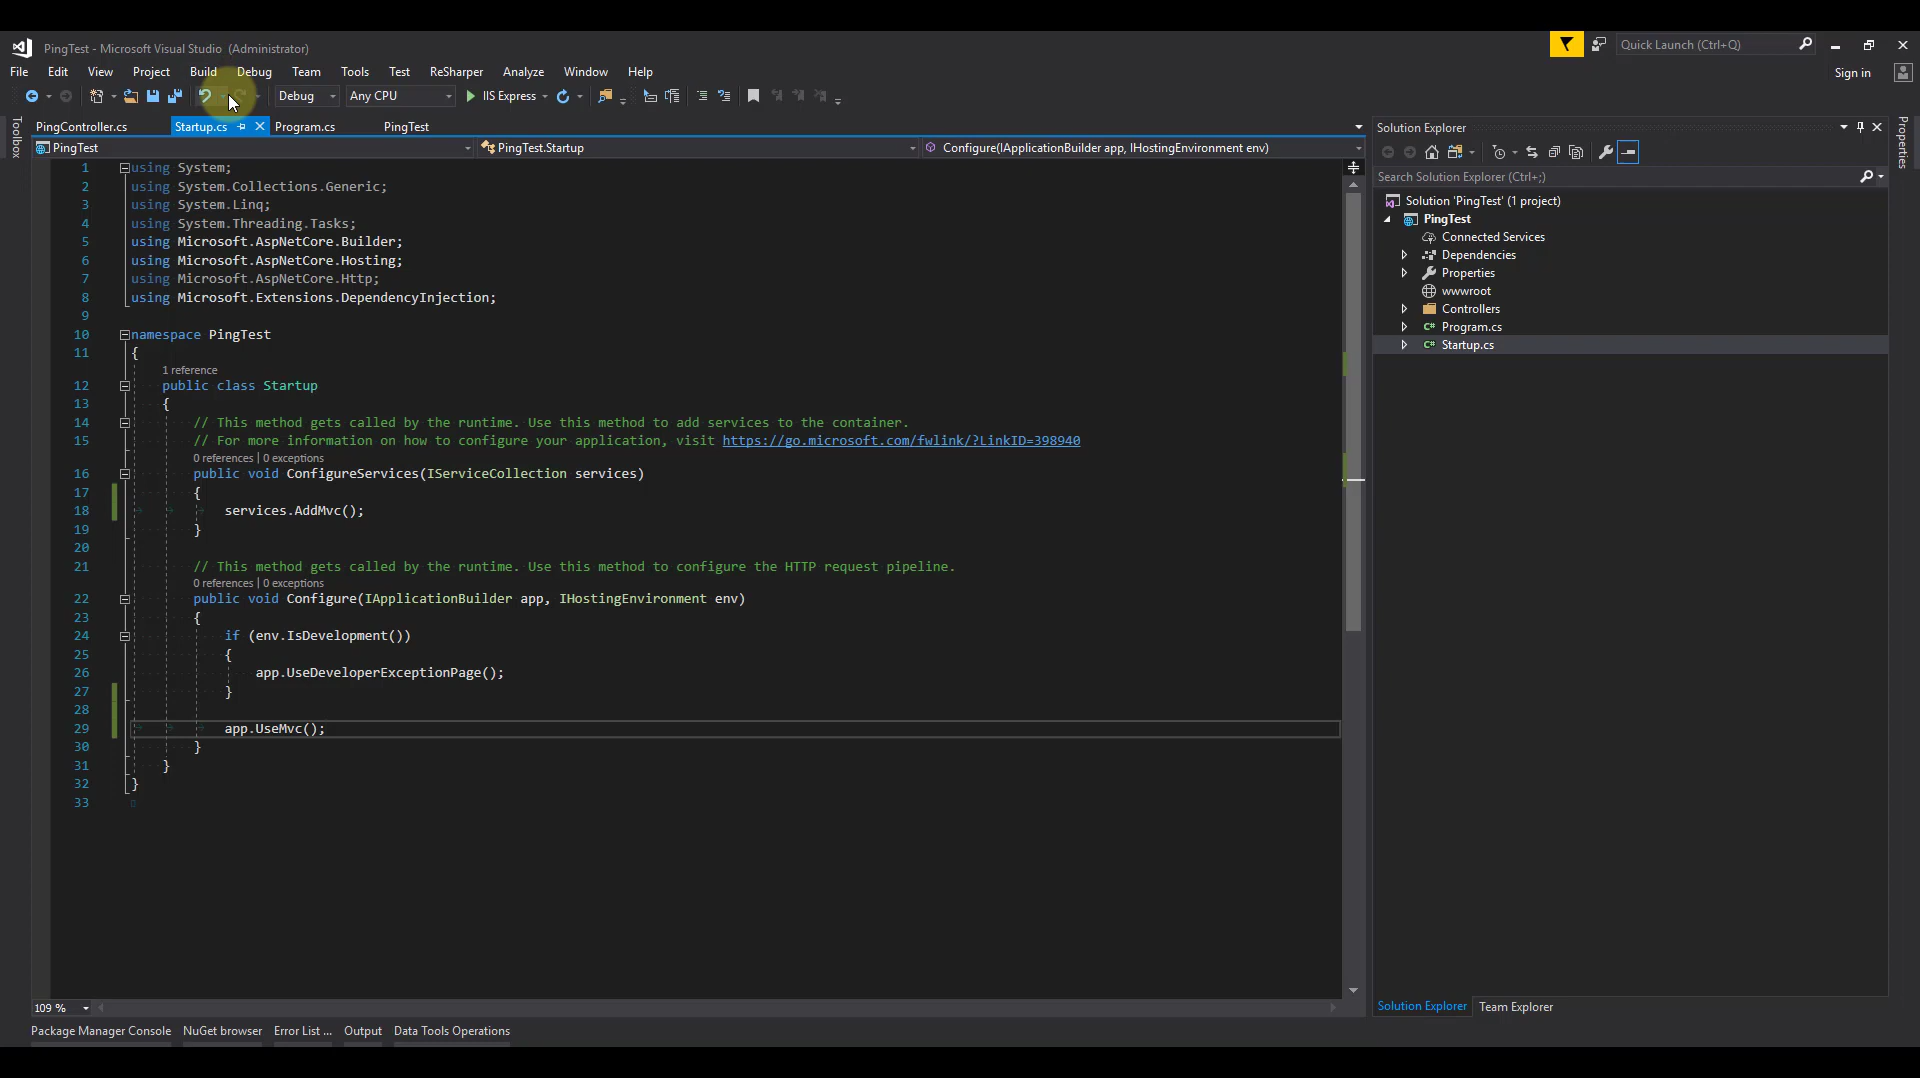 PingTest - Microsoft Visual Studio  (Administrator)
Quick Launch (Ctrl+Q)
File Edit View Project Build Debug Team Tools Test ReSharper Analyze Window Help
Sign in
Debug Any CPU IIS Express
PingController.cs Startup.cs Program.cs PingTest
PingTest PingTest.Startup Configure(IApplicationBuilder app, IHostingEnvironment env)
Toolbox
1 using System;
2 using System.Collections.Generic;
3 using System.Linq;
4 using System.Threading.Tasks;
5 using Microsoft.AspNetCore.Builder;
6 using Microsoft.AspNetCore.Hosting;
7 using Microsoft.AspNetCore.Http;
8 using Microsoft.Extensions.DependencyInjection;
9
10 namespace PingTest
11 {
1 reference
12 public class Startup
13 {
14 // This method gets called by the runtime. Use this method to add services to the container.
15 // For more information on how to configure your application, visit https://go.microsoft.com/fwlink/?LinkID=398940
0 references | 0 exceptions
16 public void ConfigureServices(IServiceCollection services)
17 {
18 services.AddMvc();
19 }
20
21 // This method gets called by the runtime. Use this method to configure the HTTP request pipeline.
0 references | 0 exceptions
22 public void Configure(IApplicationBuilder app, IHostingEnvironment env)
23 {
24 if (env.IsDevelopment())
25 {
26 app.UseDeveloperExceptionPage();
27 }
28
29 app.UseMvc();
30 }
31 }
32 }
33
109 %
Package Manager Console NuGet browser Error List ... Output Data Tools Operations
Solution Explorer
Search Solution Explorer (Ctrl+;)
Solution 'PingTest' (1 project)
PingTest
Connected Services
Dependencies
Properties
wwwroot
Controllers
C# Program.cs
C# Startup.cs
Solution Explorer Team Explorer
Properties